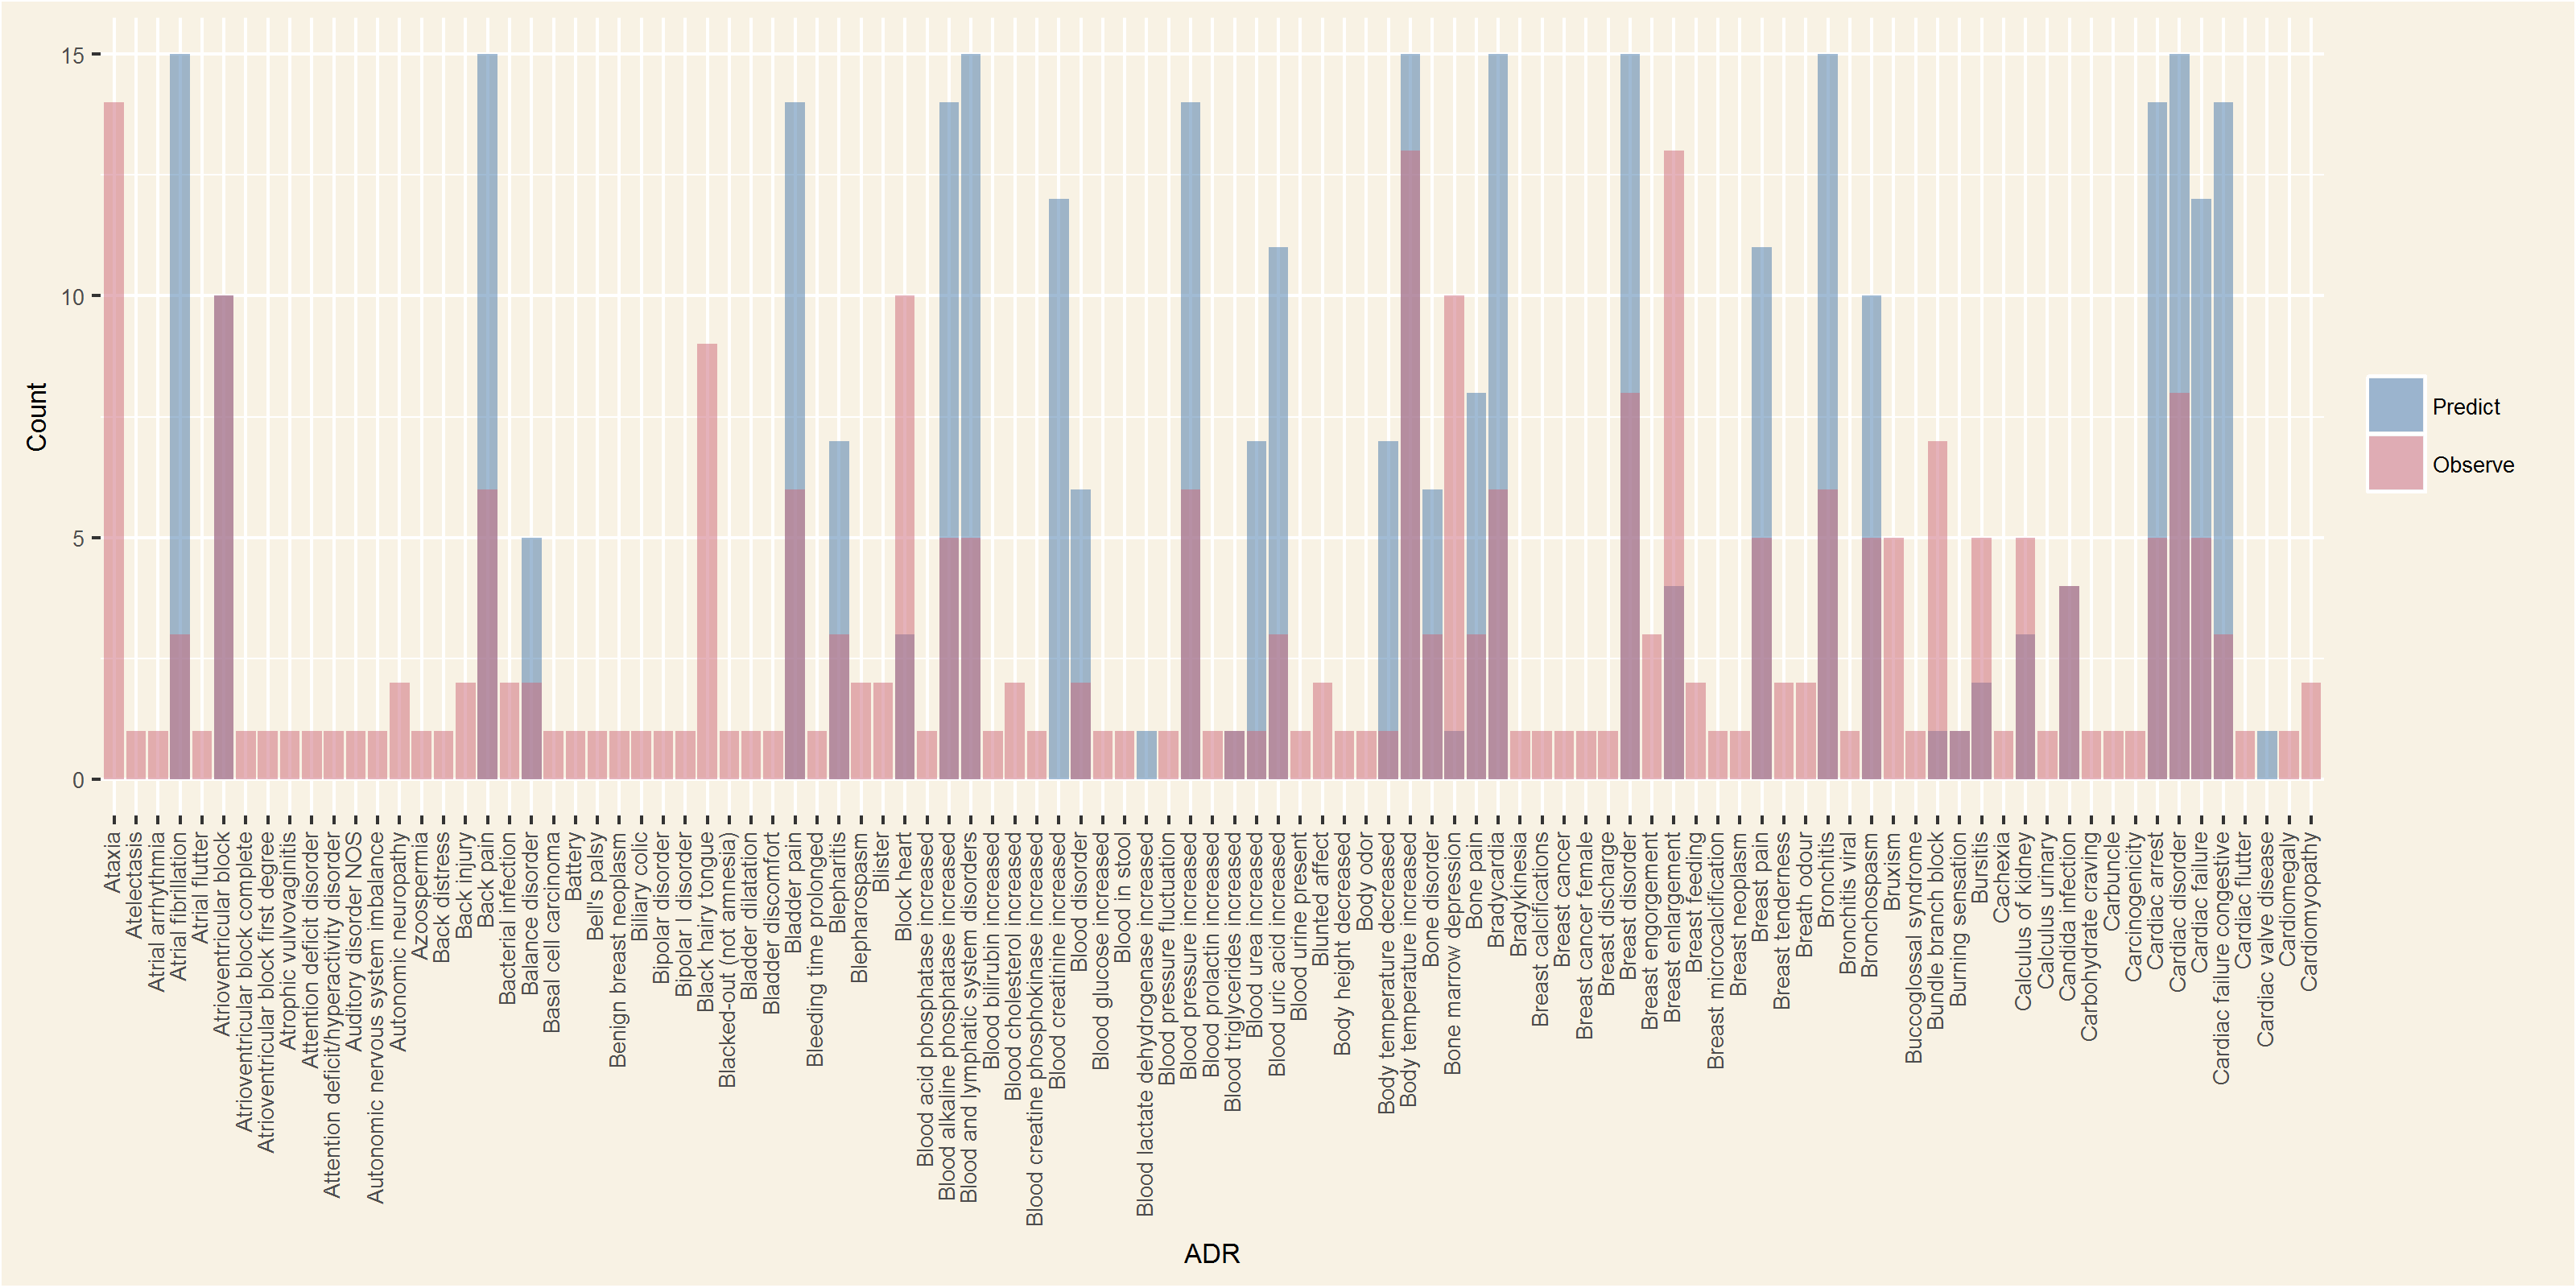 15
10
5
0
Count
Ataxia
Atelectasis
Atrial arrhythmia
Atrial fibrillation
Atrial flutter
Atrioventricular block
Atrioventricular block complete
Atrioventricular block first degree
Atrophic vulvovaginitis
Attention deficit disorder
Attention deficit/hyperactivity disorder
Auditory disorder NOS
Autonomic nervous system imbalance
Autonomic neuropathy
Azoospermia
Back distress
Back injury
Back pain
Bacterial infection
Balance disorder
Basal cell carcinoma
Battery
Bell's palsy
Benign breast neoplasm
Biliary colic
Bipolar disorder
Bipolar I disorder
Black hairy tongue
Blacked-out (not amnesia)
Bladder dilatation
Bladder discomfort
Bladder pain
Bleeding time prolonged
Blepharitis
Blepharospasm
Blister
Block heart
Blood acid phosphatase increased
Blood alkaline phosphatase increased
Blood and lymphatic system disorders
Blood bilirubin increased
Blood cholesterol increased
Blood creatine phosphokinase increased
Blood creatinine increased
Blood disorder
Blood glucose increased
Blood in stool
Blood lactate dehydrogenase increased
Blood pressure fluctuation
Blood pressure increased
Blood prolactin increased
Blood triglycerides increased
Blood urea increased
Blood uric acid increased
Blood urine present
Blunted affect
Body height decreased
Body odor
Body temperature decreased
Body temperature increased
Bone disorder
Bone marrow depression
Bone pain
Bradycardia
Bradykinesia
Breast calcifications
Breast cancer
Breast cancer female
Breast discharge
Breast disorder
Breast engorgement
Breast enlargement
Breast feeding
Breast microcalcification
Breast neoplasm
Breast pain
Breast tenderness
Breath odour
Bronchitis
Bronchitis viral
Bronchospasm
Bruxism
Buccoglossal syndrome
Bundle branch block
Burning sensation
Bursitis
Cachexia
Calculus of kidney
Calculus urinary
Candida infection
Carbohydrate craving
Carbuncle
Carcinogenicity
Cardiac arrest
Cardiac disorder
Cardiac failure
Cardiac failure congestive
Cardiac flutter
Cardiac valve disease
Cardiomegaly
Cardiomyopathy
ADR
Predict
Observe